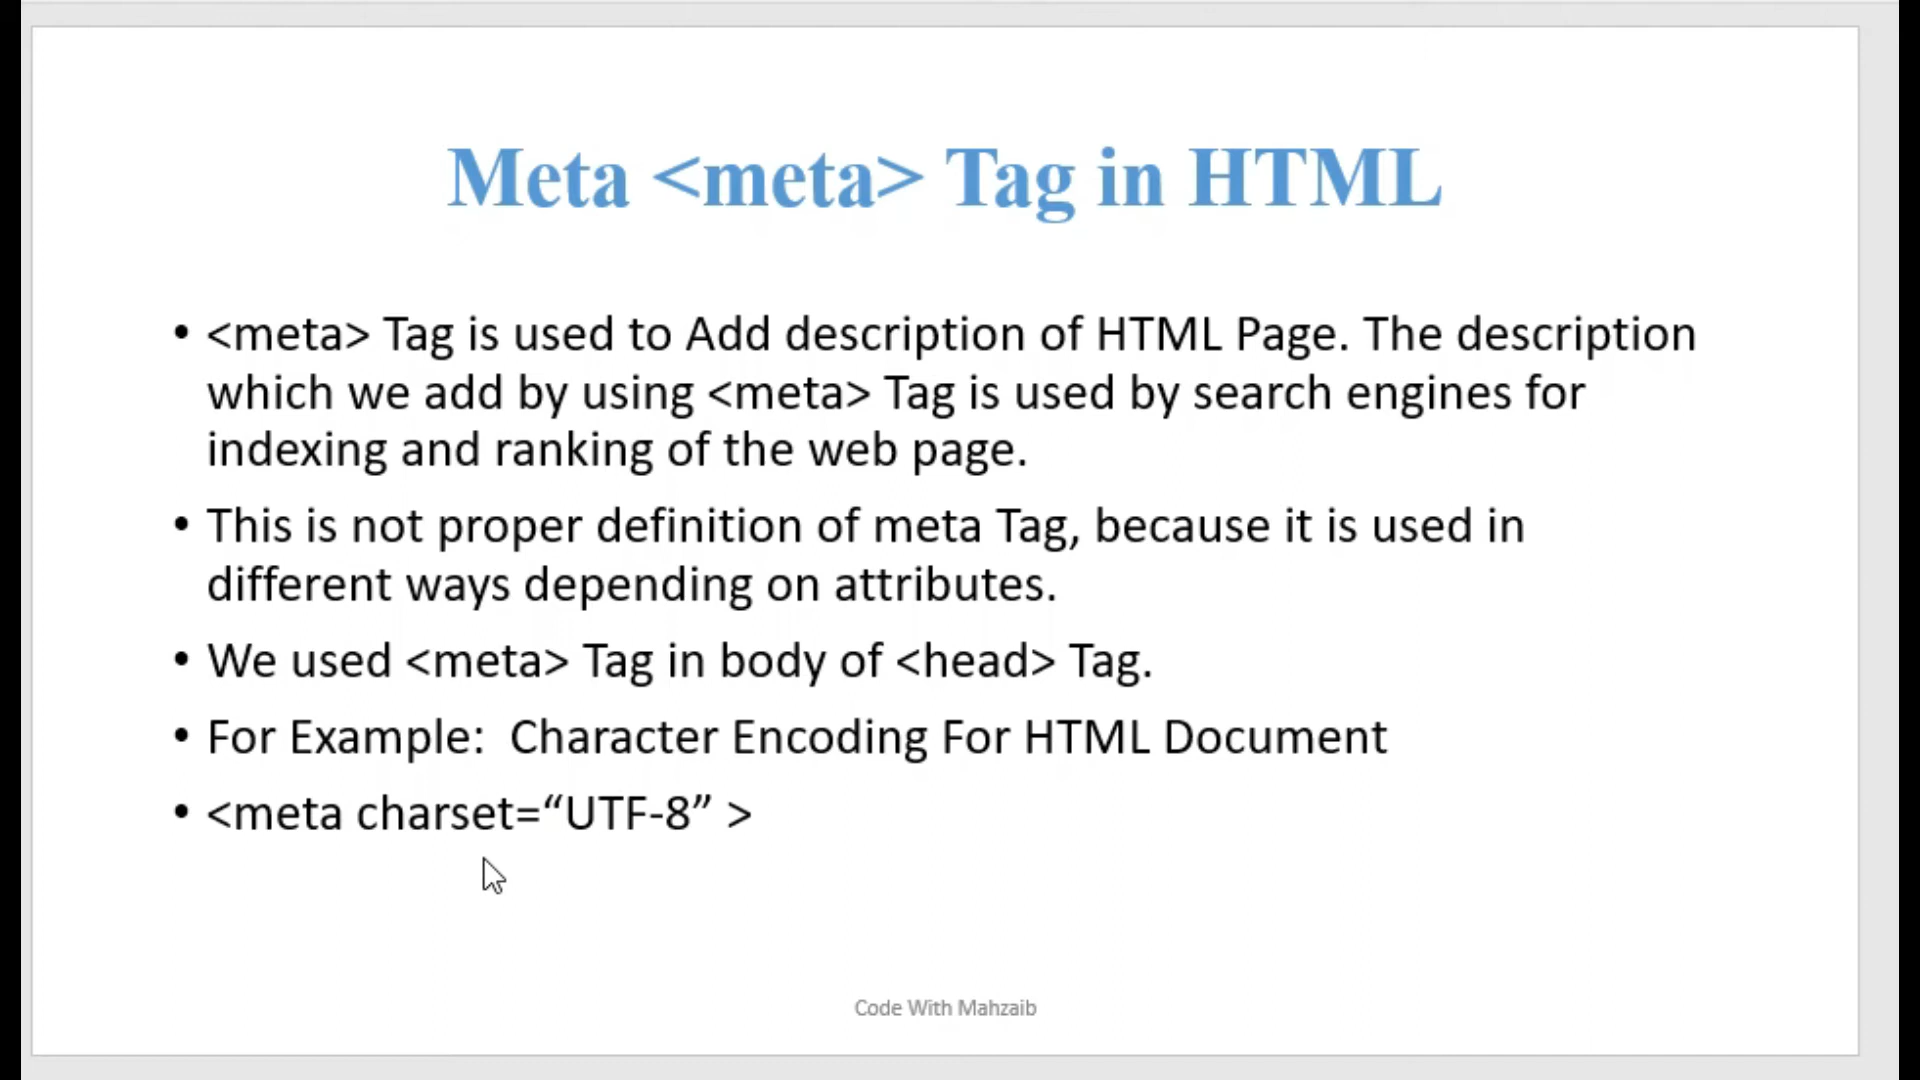 Meta <meta> Tag in HTML
• <meta> Tag is used to Add description of HTML Page. The description
which we add by using <meta> Tag is used by search engines for
indexing and ranking of the web page.
• This is not proper definition of meta Tag, because it is used in
different ways depending on attributes.
• We used <meta> Tag in body of <head> Tag.
• For Example:  Character Encoding For HTML Document
• <meta charset=“UTF-8” >
Code With Mahzaib